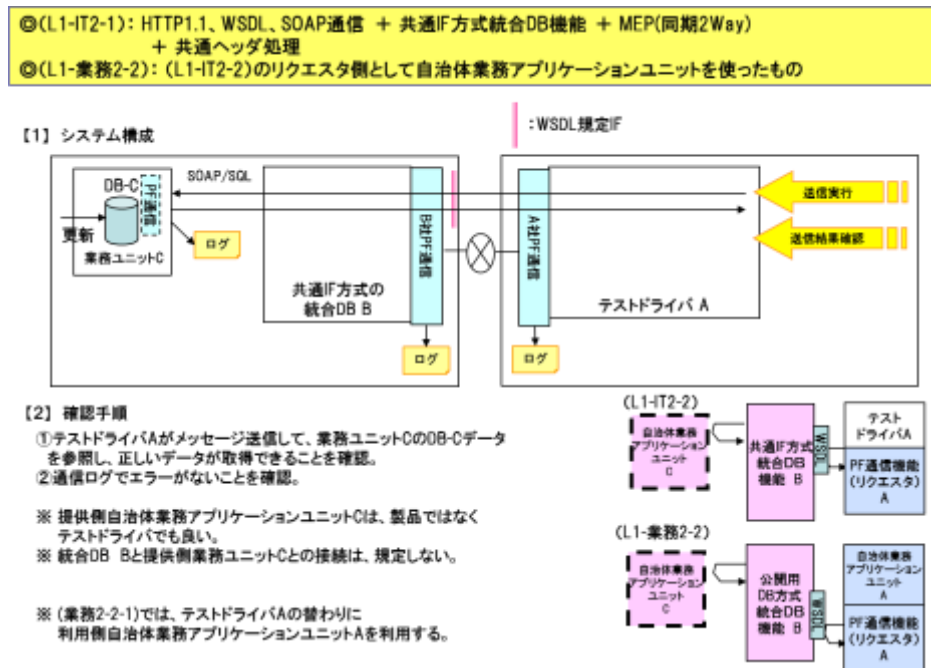 ◎(L1-IT2-1): HTTP1.1、WSDL、SOAP通信 + 共通IF方式統合DB機能 + MEP(同期2Way)
+ 共通ヘッダ処理
◎(L1-業務2-2): (L1-IT2-2)のリクエスタ側として自治体業務アプリケーションユニットを使ったもの
【1】 システム構成
:WSDL規定IF
DB-C
PF通信
SOAP/SQL
更新
業務ユニットC
ログ
共通IF方式の
統合DB B
B社PF通信
ログ
A社PF通信
ログ
テストドライバ A
送信実行
送信結果確認
【2】 確認手順
①テストドライバAがメッセージ送信して、業務ユニットCのDB-Cデータ
を参照し、正しいデータが取得できることを確認。
②通信ログでエラーがないことを確認。
※ 提供側自治体業務アプリケーションユニットCは、製品ではなく
テストドライバでも良い。
※ 統合DB Bと提供側業務ユニットCとの接続は、規定しない。
※ (業務2-2-1)では、テストドライバAの替わりに
利用側自治体業務アプリケーションユニットAを利用する。
(L1-IT2-2)
自治体業務
アプリケーション
ユニット
C
共通IF方式
統合DB
機能 B
WSDL
テスト
ドライバA
PF通信機能
(リクエスタ)
A
(L1-業務2-2)
自治体業務
アプリケーション
ユニット
C
公開用
DB方式
統合DB
機能 B
WSDL
自治体業務
アプリケーション
ユニット
A
PF通信機能
(リクエスタ)
A